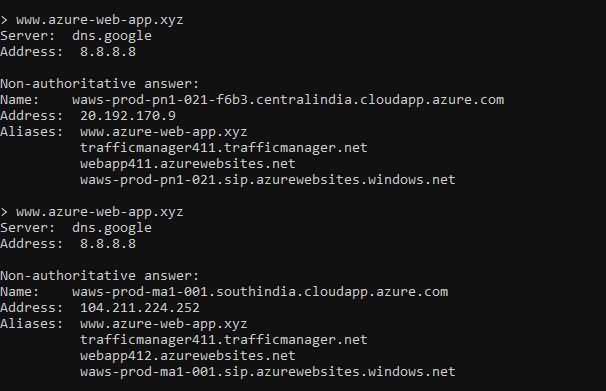 > www.azure-web-app.xyz
Server:  dns.google
Address:  8.8.8.8
Non-authoritative answer:
Name:    waws-prod-pn1-021-f6b3.centralindia.cloudapp.azure.com
Address:  20.192.170.9
Aliases:  www.azure-web-app.xyz
trafficmanager411.trafficmanager.net
webapp411.azurewebsites.net
waws-prod-pn1-021.sip.azurewebsites.windows.net
> www.azure-web-app.xyz
Server:  dns.google
Address:  8.8.8.8
Non-authoritative answer:
Name:    waws-prod-ma1-001.southindia.cloudapp.azure.com
Address:  104.211.224.252
Aliases:  www.azure-web-app.xyz
trafficmanager411.trafficmanager.net
webapp412.azurewebsites.net
waws-prod-ma1-001.sip.azurewebsites.windows.net